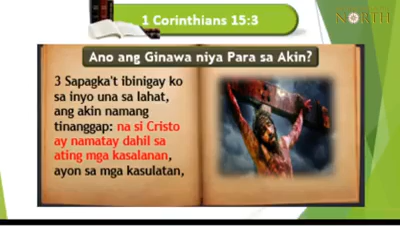 1 Corinthians 15:3
NORTH
Ano ang Ginawa niya Para sa Akin?
3 Sapagka't ibinigay ko
sa inyo una sa lahat,
ang akin namang
tinanggap: na si Cristo
ay namatay dahil sa
ating mga kasalanan,
ayon sa mga kasulatan,